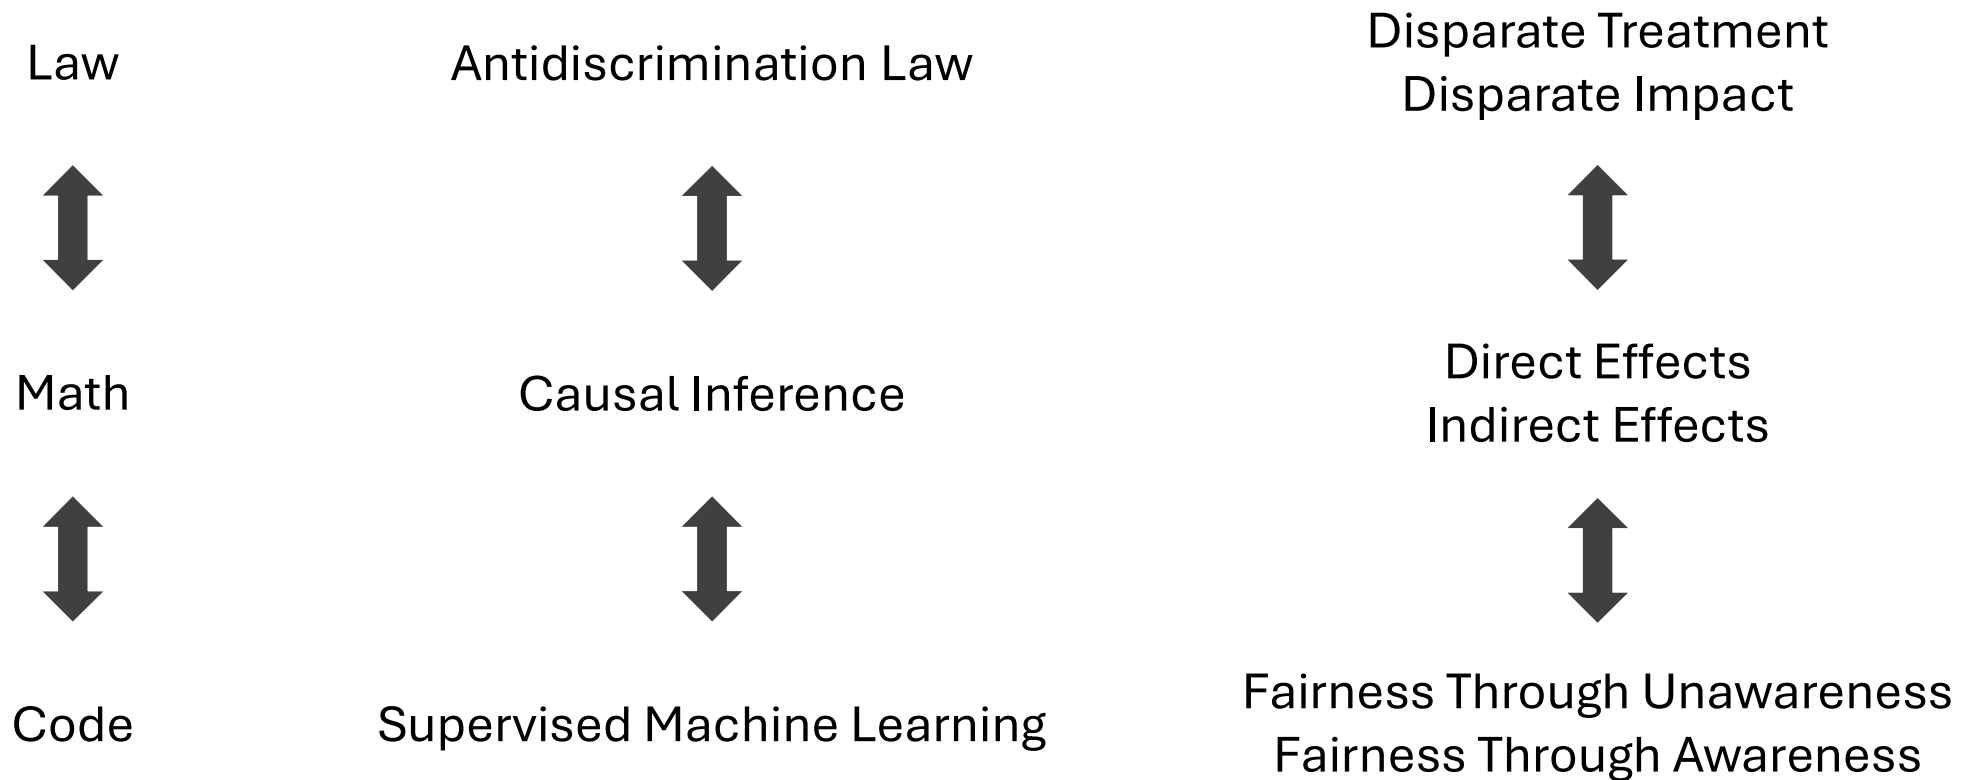 Law
Antidiscrimination Law
Disparate Treatment
Disparate Impact
Math
Causal Inference
Direct Effects
Indirect Effects
Code
Supervised Machine Learning
Fairness Through Unawareness
Fairness Through Awareness